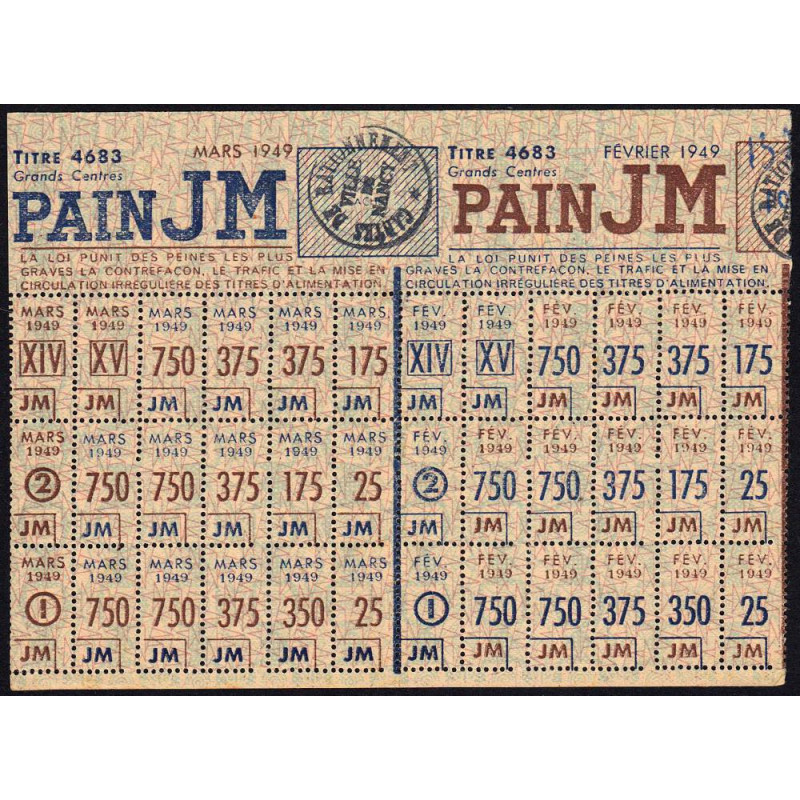 TITRE 4683 MARS 1949
Grands Centres
PAIN JM
LA LOI PUNIT DES PEINES LES PLUS
GRAVES LA CONTREFAÇON, LE TRAFIC ET LA MISE EN
CIRCULATION IRRÉGULIÈRE DES TITRES D'ALIMENTATION.
CARTES DE RATIONNEMENT
VILLE
DE
NANCY
MARS MARS MARS MARS MARS MARS
1949 1949 1949 1949 1949 1949
XIV XV 750 375 375 175
JM JM JM JM JM JM
MARS MARS MARS MARS MARS MARS
1949 1949 1949 1949 1949 1949
2 750 750 375 175 25
JM JM JM JM JM JM
MARS MARS MARS MARS MARS MARS
1949 1949 1949 1949 1949 1949
1 750 750 375 350 25
JM JM JM JM JM JM
TITRE 4683 FÉVRIER 1949
Grands Centres
PAIN JM
LA LOI PUNIT DES PEINES LES PLUS
GRAVES LA CONTREFAÇON, LE TRAFIC ET LA MISE EN
CIRCULATION IRRÉGULIÈRE DES TITRES D'ALIMENTATION.
FÉV. FÉV. FÉV. FÉV. FÉV. FÉV.
1949 1949 1949 1949 1949 1949
XIV XV 750 375 375 175
JM JM JM JM JM JM
FÉV. FÉV. FÉV. FÉV. FÉV. FÉV.
1949 1949 1949 1949 1949 1949
2 750 750 375 175 25
JM JM JM JM JM JM
FÉV. FÉV. FÉV. FÉV. FÉV. FÉV.
1949 1949 1949 1949 1949 1949
1 750 750 375 350 25
JM JM JM JM JM JM